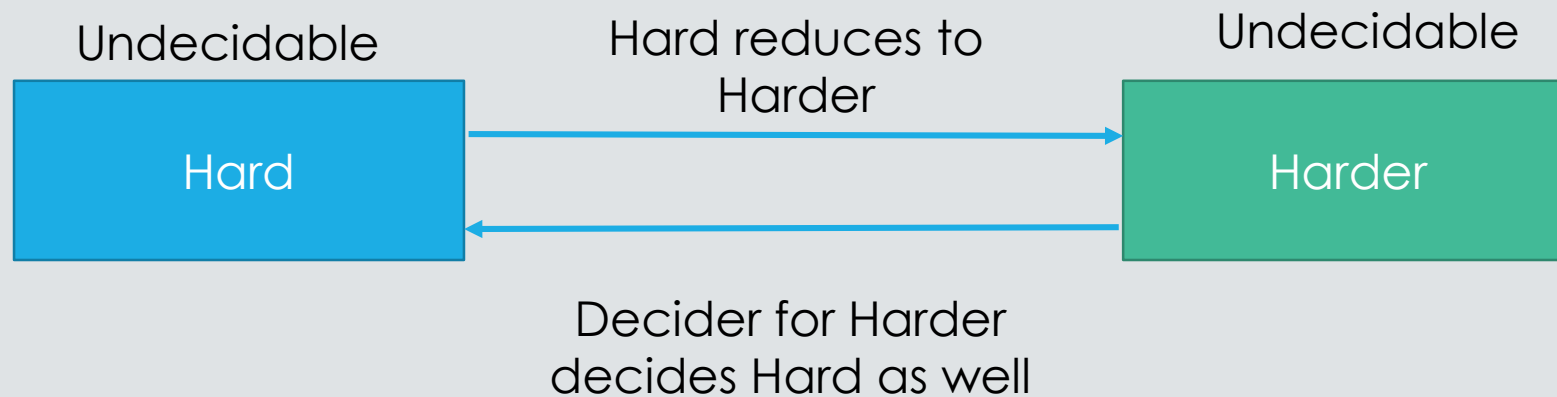 Undecidable
Hard reduces to
Harder
Undecidable
Hard
Harder
Decider for Harder
decides Hard as well